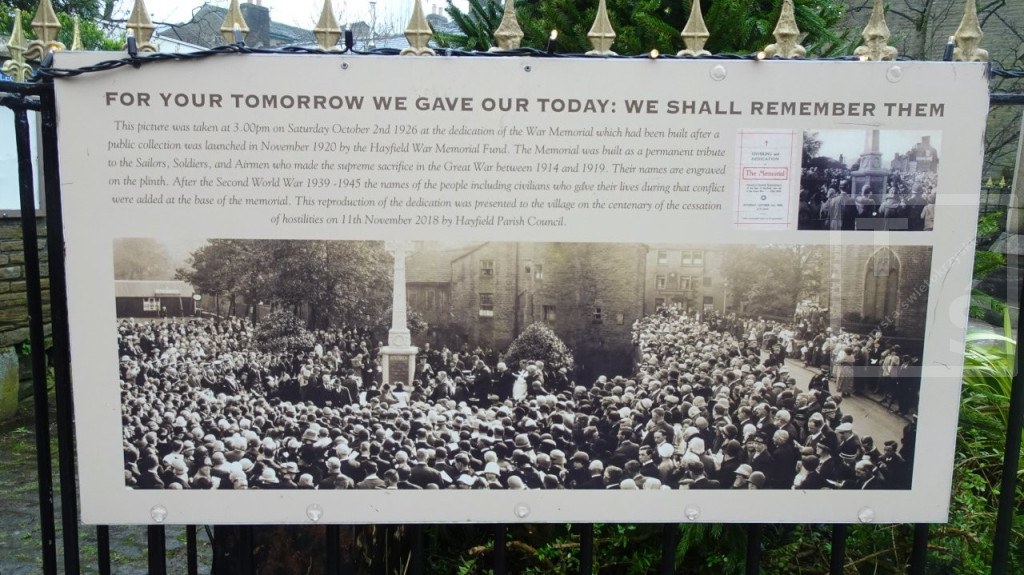 FOR YOUR TOMORROW WE GAVE OUR TODAY: WE SHALL REMEMBER THEM
This picture was taken at 3.00pm on Saturday October 2nd 1926 at the dedication of the War Memorial which had been built after a
public collection was launched in November 1920 by the Hayfield War Memorial Fund. The Memorial was built as a permanent tribute
to the Sailors, Soldiers, and Airmen who made the supreme sacrifice in the Great War between 1914 and 1919. Their names are engraved
on the plinth. After the Second World War 1939 -1945 the names of the people including civilians who gave their lives during that conflict
were added at the base of the memorial. This reproduction of the dedication was presented to the village on the centenary of the cessation
of hostilities on 11th November 2018 by Hayfield Parish Council.
The Memorial